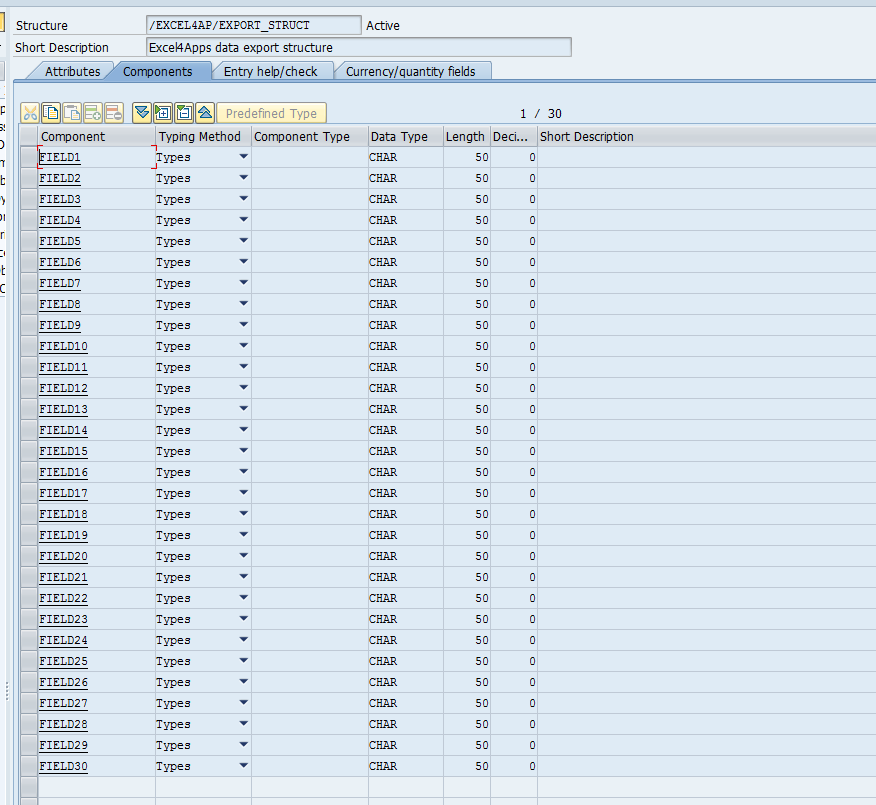 Structure /EXCEL4AP/EXPORT_STRUCT Active
Short Description Excel4Apps data export structure
Attributes Components Entry help/check Currency/quantity fields
Predefined Type 1 / 30
Component Typing Method Component Type Data Type Length Deci... Short Description
FIELD1 Types CHAR 50 0
FIELD2 Types CHAR 50 0
FIELD3 Types CHAR 50 0
FIELD4 Types CHAR 50 0
FIELD5 Types CHAR 50 0
FIELD6 Types CHAR 50 0
FIELD7 Types CHAR 50 0
FIELD8 Types CHAR 50 0
FIELD9 Types CHAR 50 0
FIELD10 Types CHAR 50 0
FIELD11 Types CHAR 50 0
FIELD12 Types CHAR 50 0
FIELD13 Types CHAR 50 0
FIELD14 Types CHAR 50 0
FIELD15 Types CHAR 50 0
FIELD16 Types CHAR 50 0
FIELD17 Types CHAR 50 0
FIELD18 Types CHAR 50 0
FIELD19 Types CHAR 50 0
FIELD20 Types CHAR 50 0
FIELD21 Types CHAR 50 0
FIELD22 Types CHAR 50 0
FIELD23 Types CHAR 50 0
FIELD24 Types CHAR 50 0
FIELD25 Types CHAR 50 0
FIELD26 Types CHAR 50 0
FIELD27 Types CHAR 50 0
FIELD28 Types CHAR 50 0
FIELD29 Types CHAR 50 0
FIELD30 Types CHAR 50 0